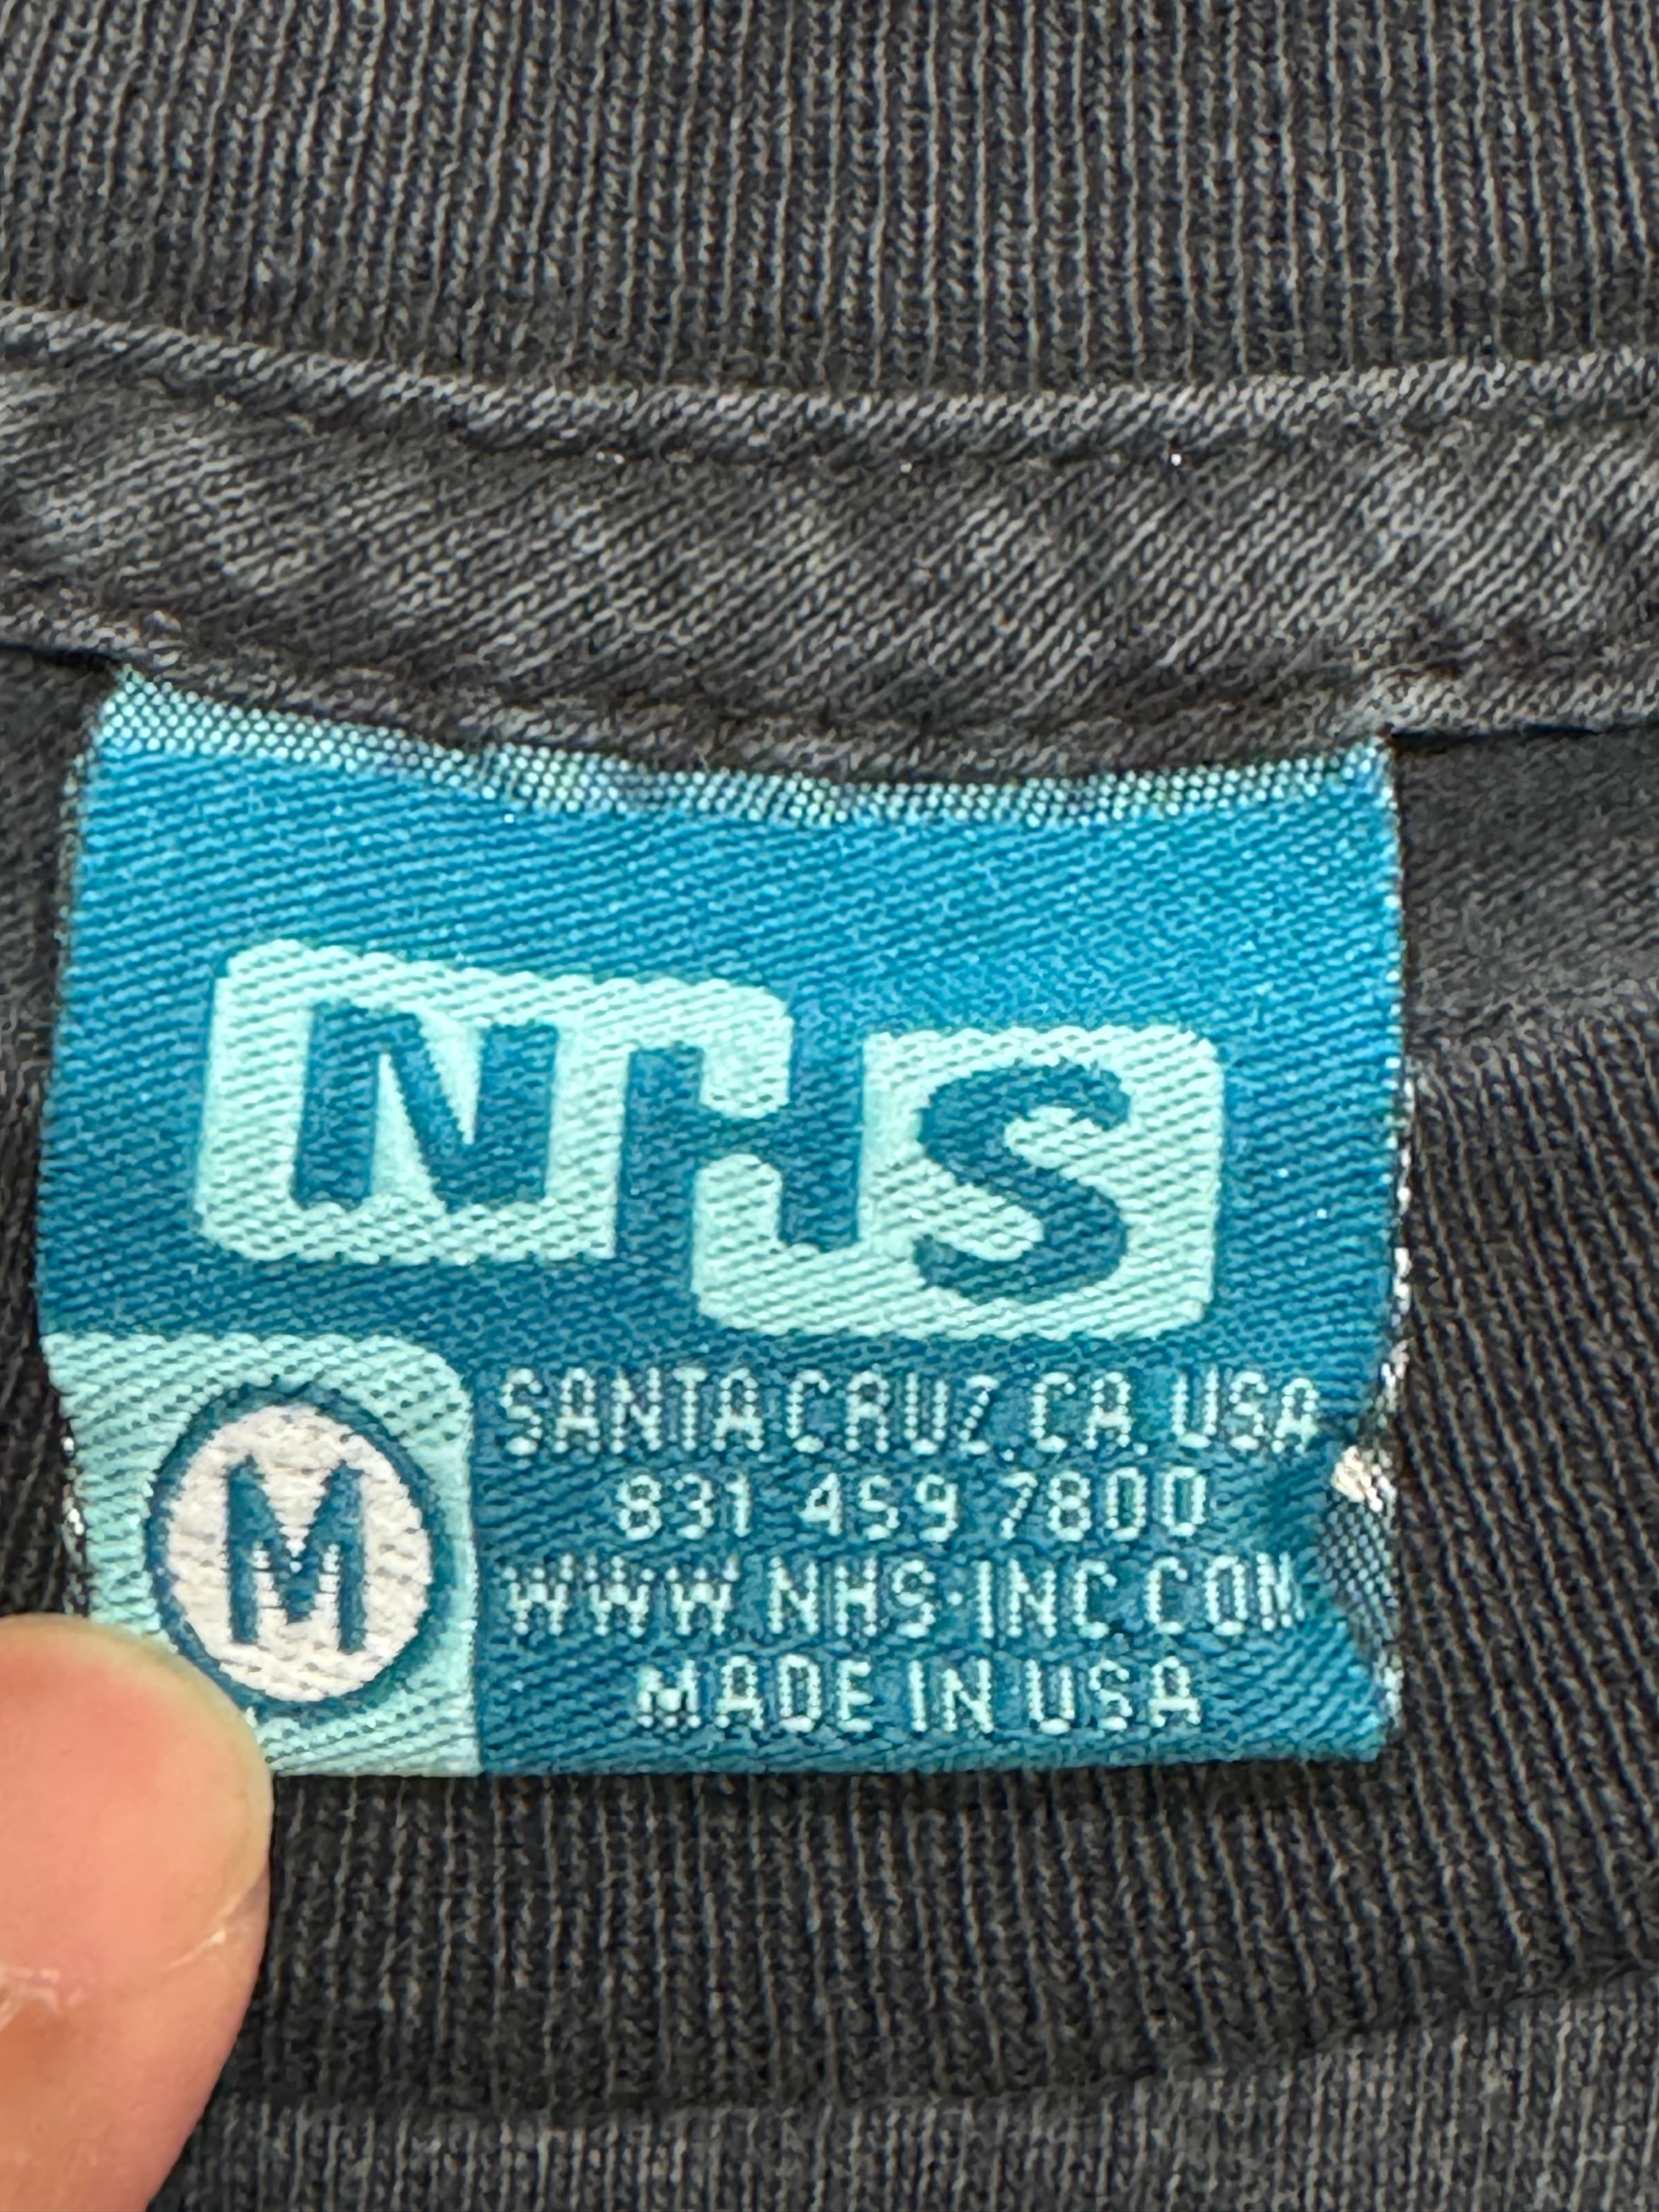 NHS
M
SANTA CRUZ CA. USA
831 459 7800
WWW.NHS-INC.COM
MADE IN USA